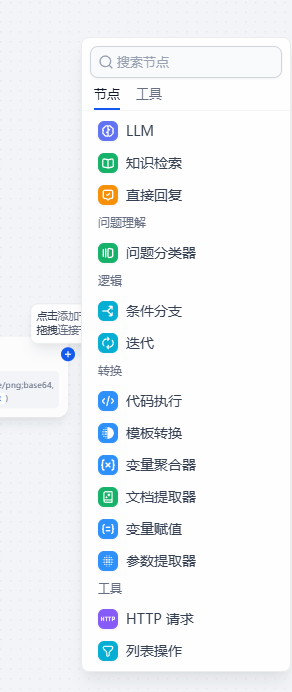 搜索节点
节点 工具
LLM
知识检索
直接回复
问题理解
问题分类器
逻辑
条件分支
点击添加
拖拽连接
迭代
转换
e/png;base64,
代码执行
模板转换
变量聚合器
文档提取器
变量赋值
参数提取器
工具
HTTP 请求
列表操作